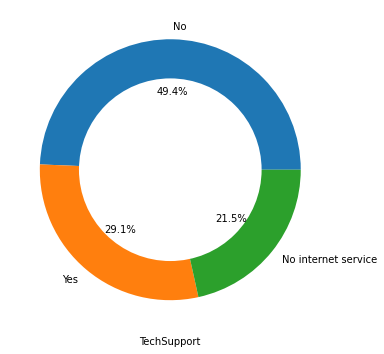 No
49.4%
21.5%
29.1%
No internet service
Yes
TechSupport